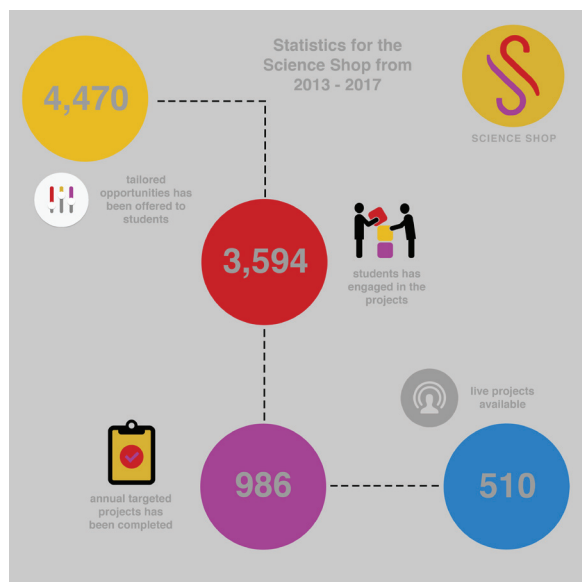 Statistics for the
Science Shop from
2013 - 2017
SCIENCE SHOP
4,470
tailored
opportunities has
been offered to
students
3,594
students has
engaged in the
projects
986
annual targeted
projects has
been completed
live projects
available
510